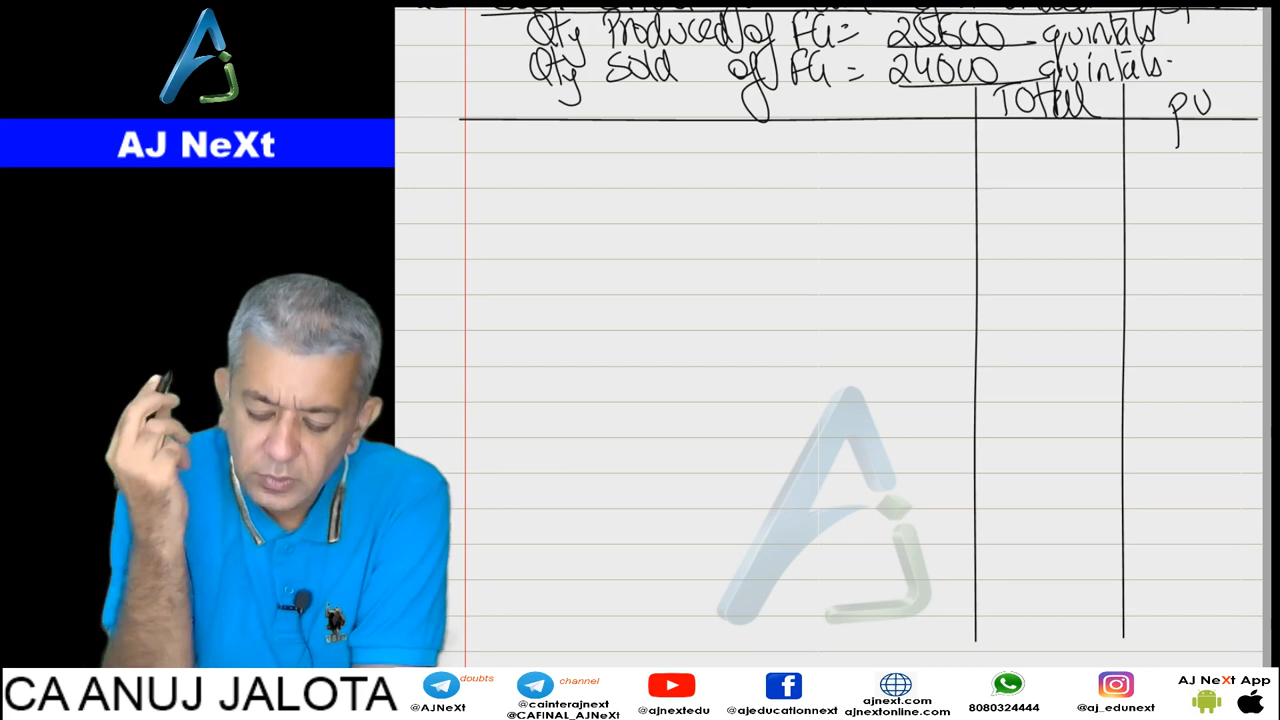 Qty Produced of FG = 25500 quintals
Qty Sold of FG = 24000 quintals.
Total PU
AJ NeXt
CA ANUJ JALOTA
doubts
@AJNeXt
channel
@cainterajnext
@CAFINAL_AJNeXt
@ajnextedu
@ajeducationnext
ajnext.com
ajnextonline.com
8080324444
@aj_edunext
AJ NeXt App